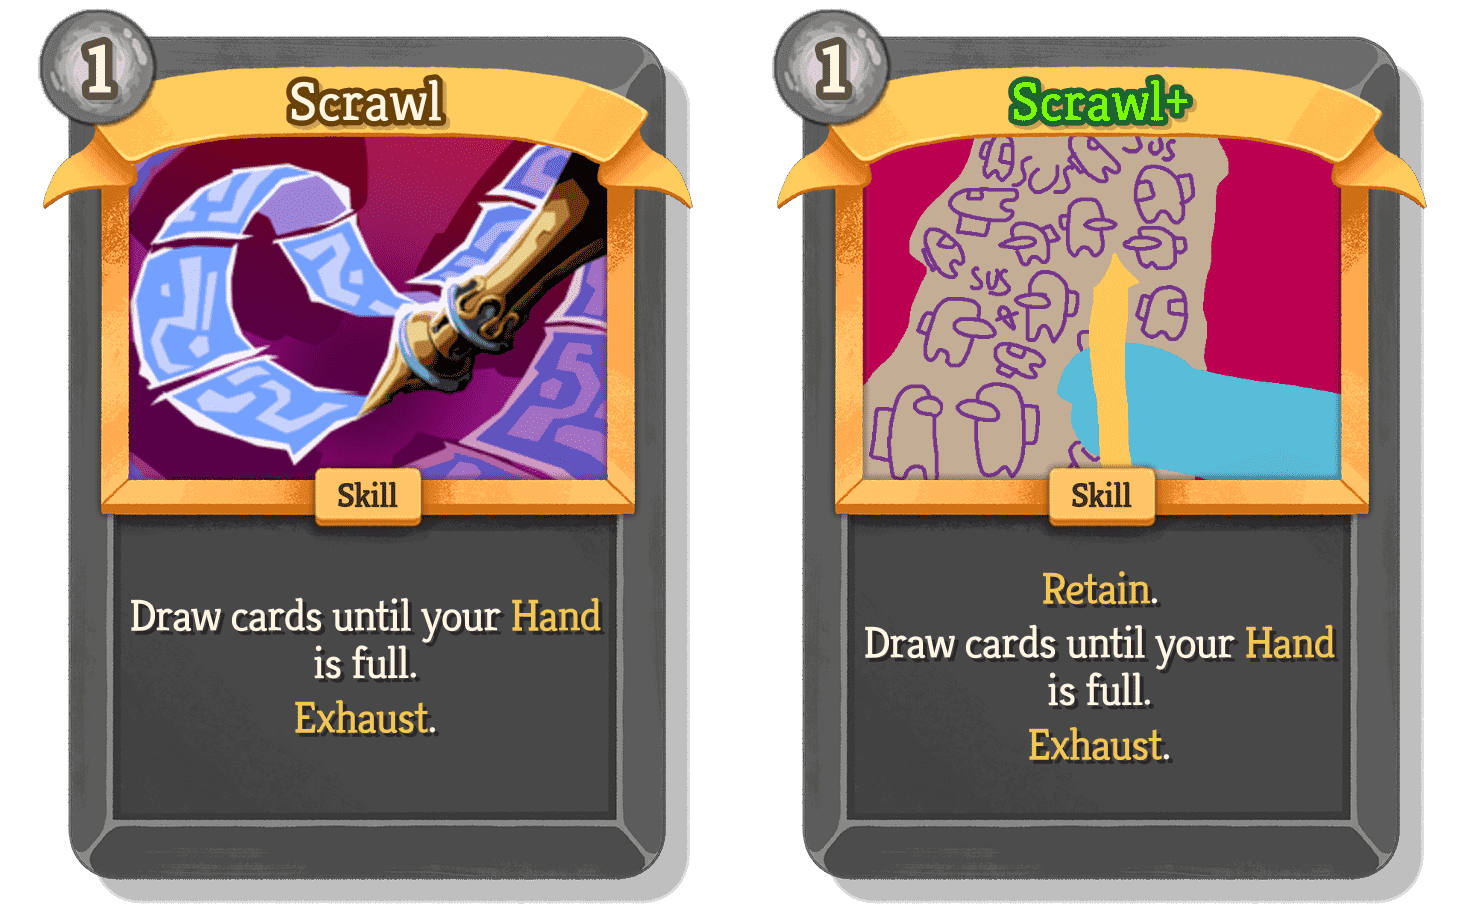 1
Scrawl
Skill
Draw cards until your Hand
is full.
Exhaust.
1
Scrawl+
sus
sus
sus
Skill
Retain.
Draw cards until your Hand
is full.
Exhaust.